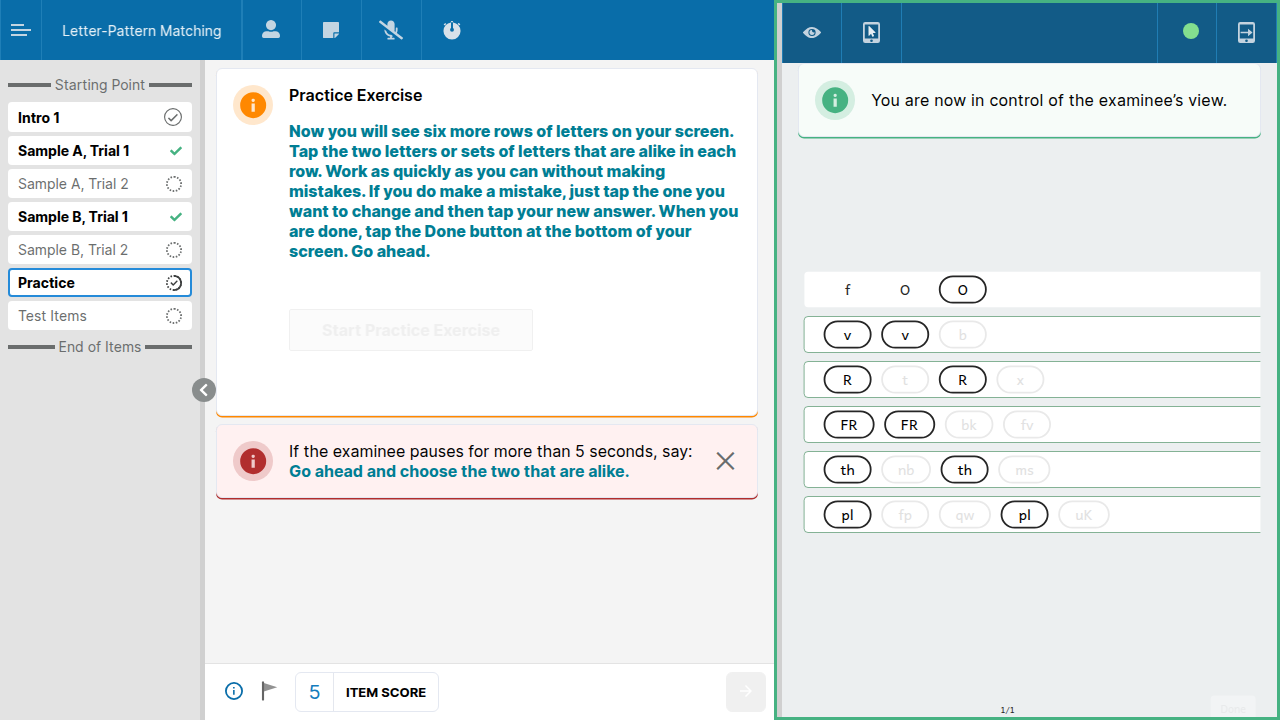 Letter-Pattern Matching
Starting Point
Intro 1
Sample A, Trial 1
Sample A, Trial 2
Sample B, Trial 1
Sample B, Trial 2
Practice
Test Items
End of Items
Practice Exercise
Now you will see six more rows of letters on your screen.
Tap the two letters or sets of letters that are alike in each
row. Work as quickly as you can without making
mistakes. If you do make a mistake, just tap the one you
want to change and then tap your new answer. When you
are done, tap the Done button at the bottom of your
screen. Go ahead.
Start Practice Exercise
If the examinee pauses for more than 5 seconds, say:
Go ahead and choose the two that are alike.
5 ITEM SCORE
You are now in control of the examinee's view.
f O O
v v b
R t R x
FR FR bk fv
th nb th ms
pl fp qw pl uK
1/1
Done